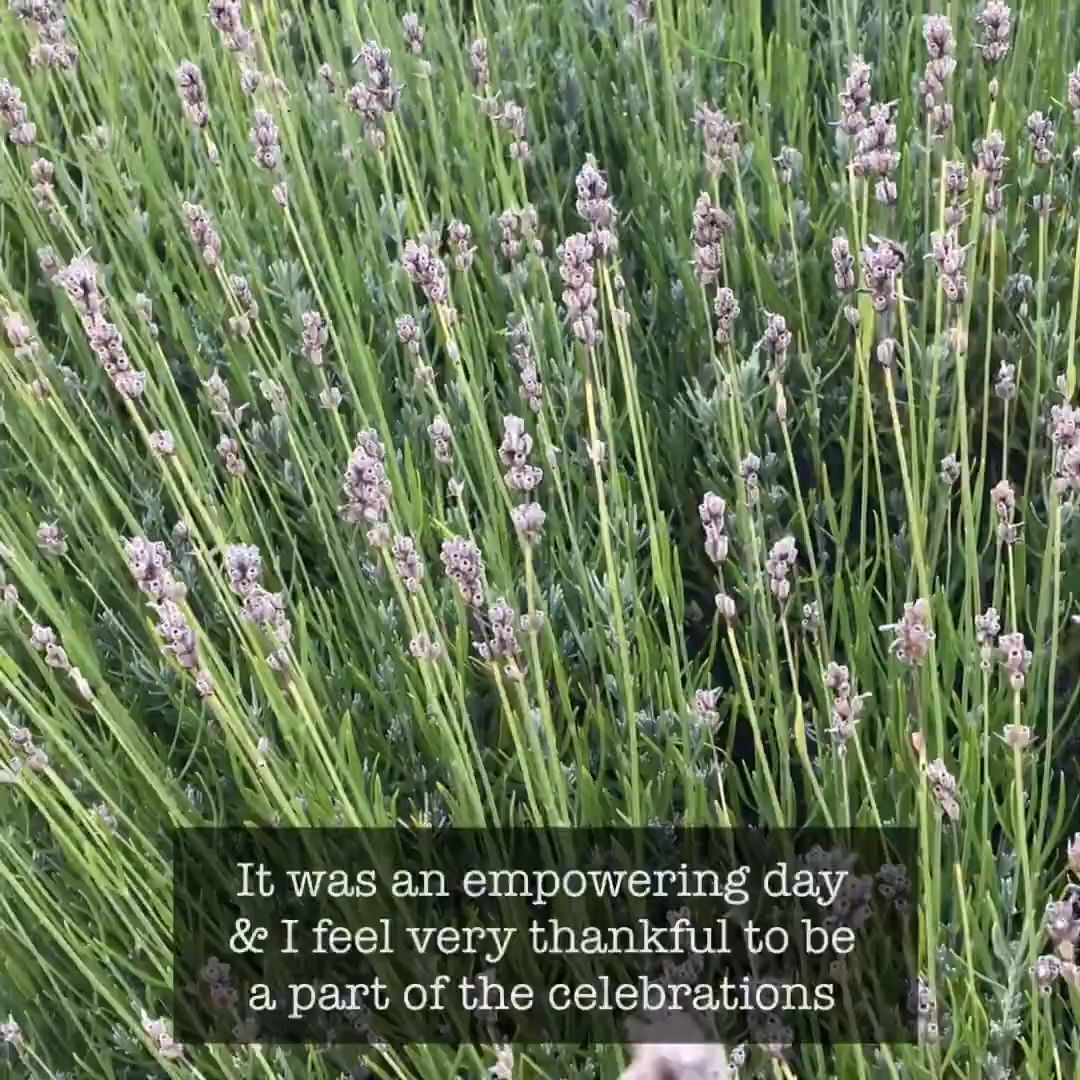 It was an empowering day
& I feel very thankful to be
a part of the celebrations